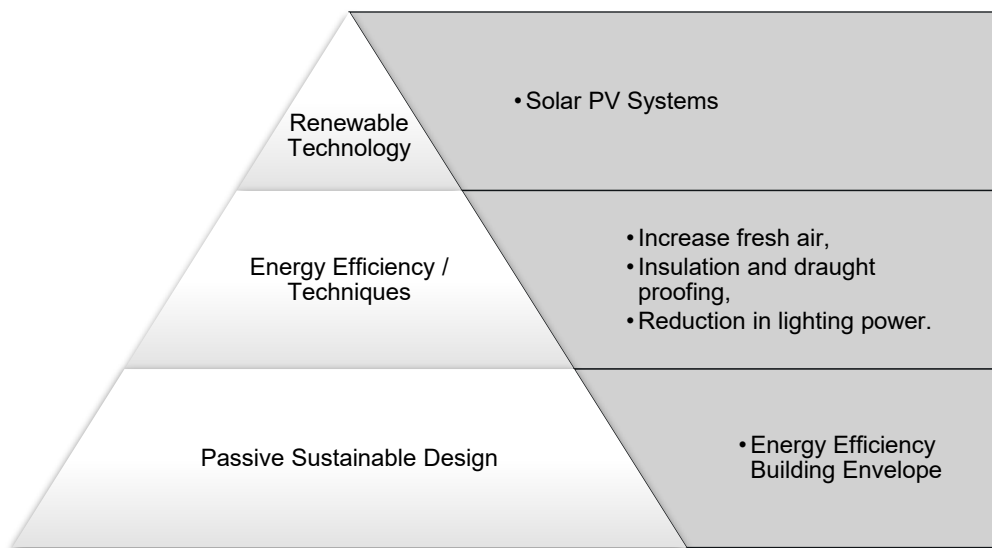 Renewable
Technology
• Solar PV Systems
Energy Efficiency /
Techniques
• Increase fresh air,
• Insulation and draught
proofing,
• Reduction in lighting power.
Passive Sustainable Design
• Energy Efficiency
Building Envelope